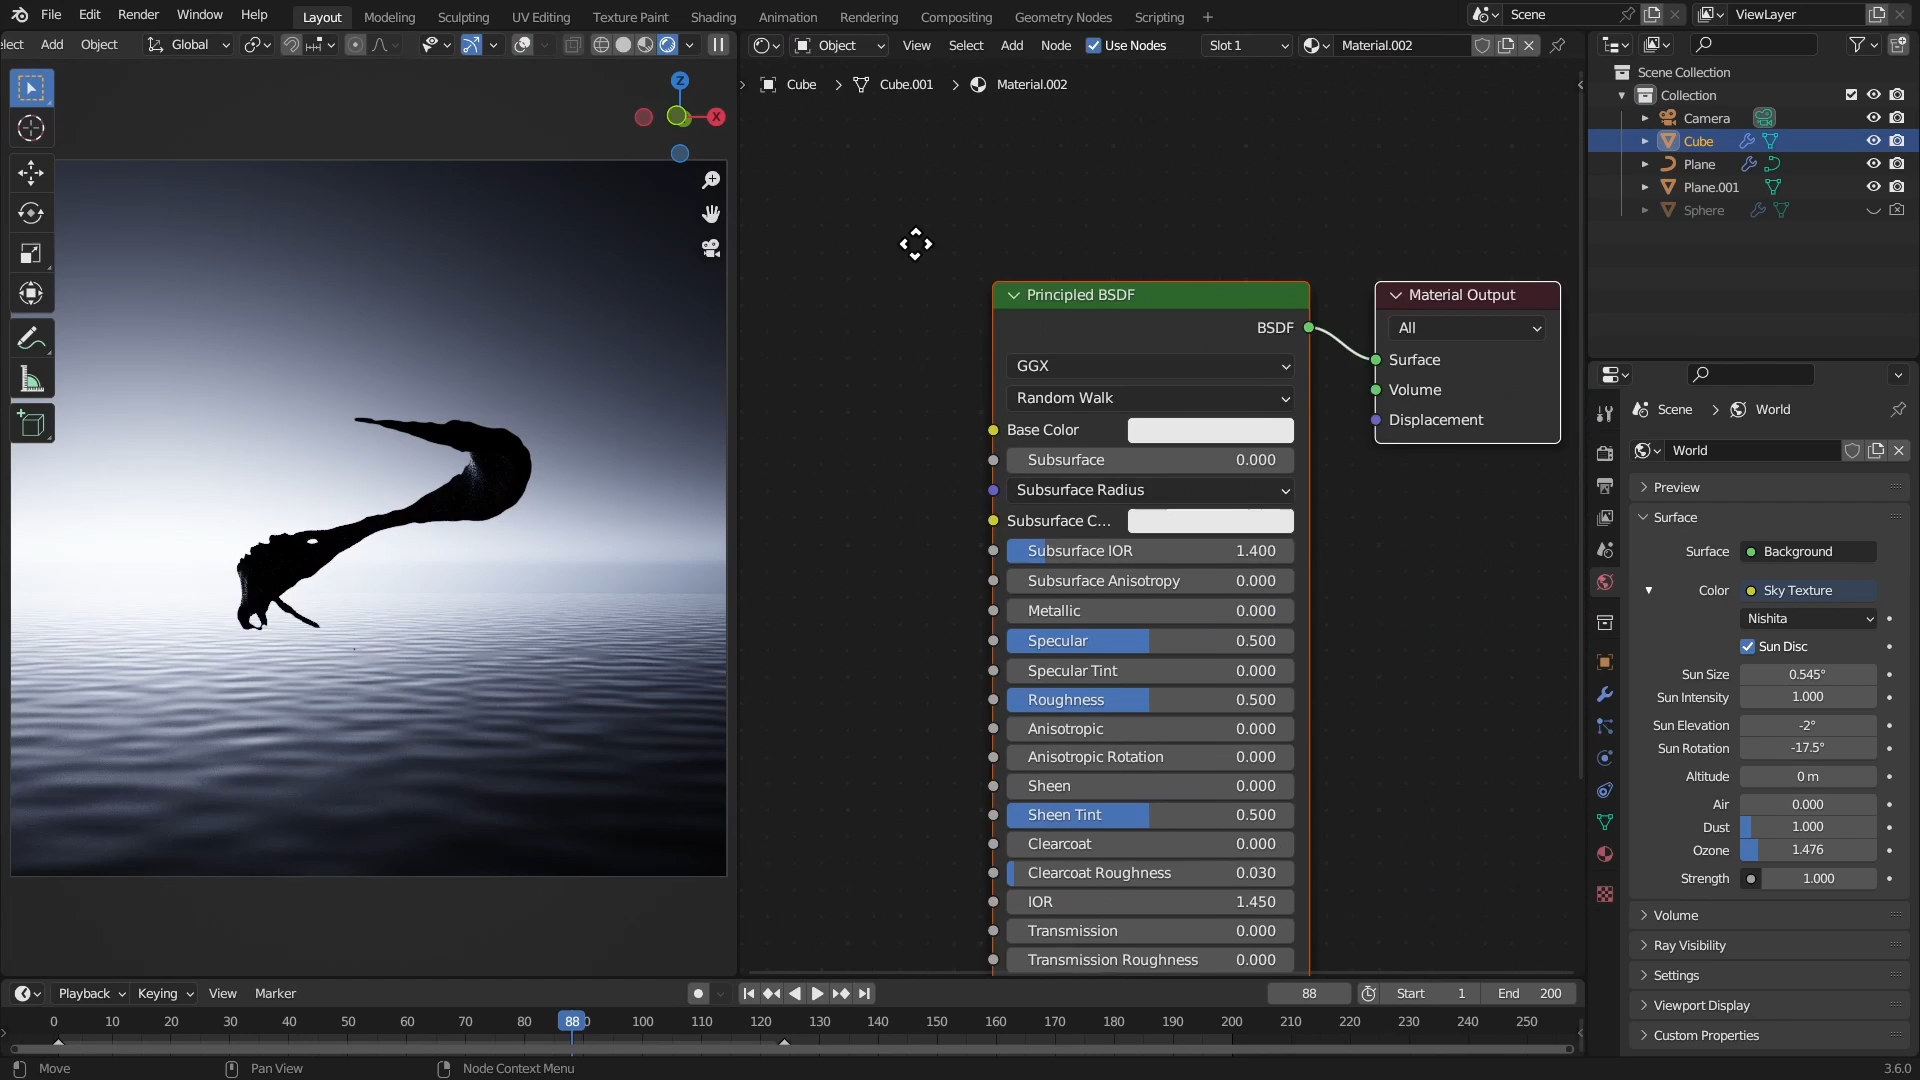 File Edit Render Window Help Layout Modeling Sculpting UV Editing Texture Paint Shading Animation Rendering Compositing Geometry Nodes Scripting + Scene ViewLayer
elect Add Object Global Object View Select Add Node Use Nodes Slot 1 Material.002
Cube > Cube.001 > Material.002
Z
X
Scene Collection
Collection
Camera
Cube
Plane
Plane.001
Sphere
Principled BSDF
BSDF
GGX
Random Walk
Base Color
Subsurface 0.000
Subsurface Radius
Subsurface C...
Subsurface IOR 1.400
Subsurface Anisotropy 0.000
Metallic 0.000
Specular 0.500
Specular Tint 0.000
Roughness 0.500
Anisotropic 0.000
Anisotropic Rotation 0.000
Sheen 0.000
Sheen Tint 0.500
Clearcoat 0.000
Clearcoat Roughness 0.030
IOR 1.450
Transmission 0.000
Transmission Roughness 0.000
Material Output
All
Surface
Volume
Displacement
Scene > World
World
Preview
Surface
Surface Background
Color Sky Texture
Nishita
Sun Disc
Sun Size 0.545°
Sun Intensity 1.000
Sun Elevation -2°
Sun Rotation -17.5°
Altitude 0 m
Air 0.000
Dust 1.000
Ozone 1.476
Strength 1.000
Volume
Ray Visibility
Settings
Viewport Display
Custom Properties
Playback Keying View Marker 88 Start 1 End 200
0 10 20 30 40 50 60 70 80 88 0 100 110 120 130 140 150 160 170 180 190 200 210 220 230 240 250
Move Pan View Node Context Menu 3.6.0